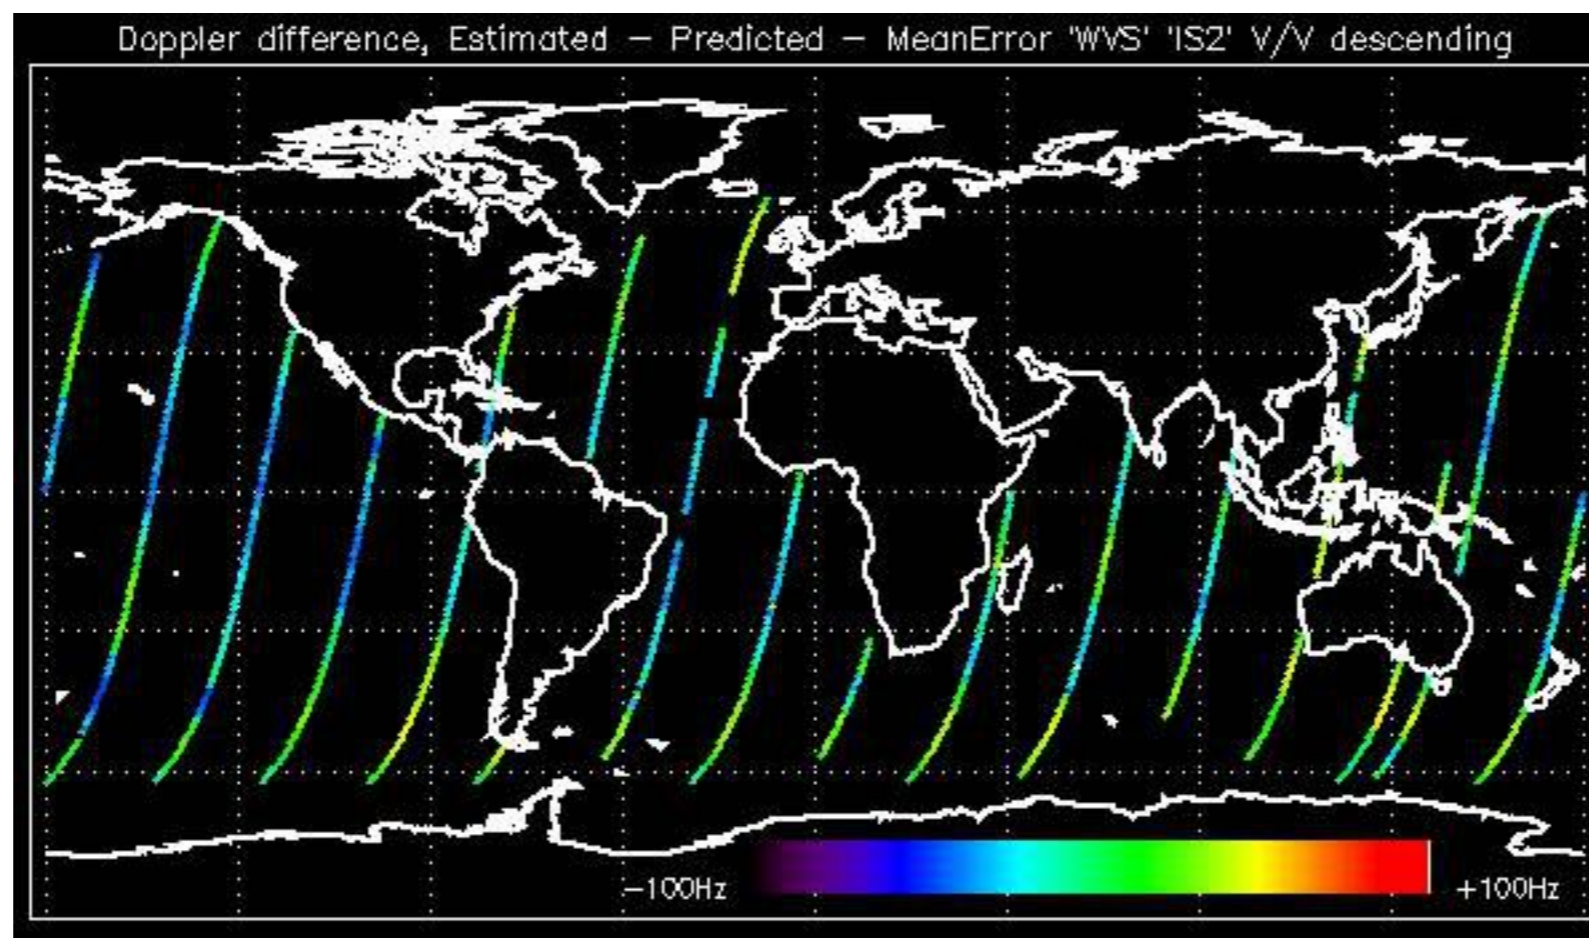 Doppler difference, Estimated – Predicted – MeanError 'WVS' 'IS2' V/V descending
−100Hz +100Hz